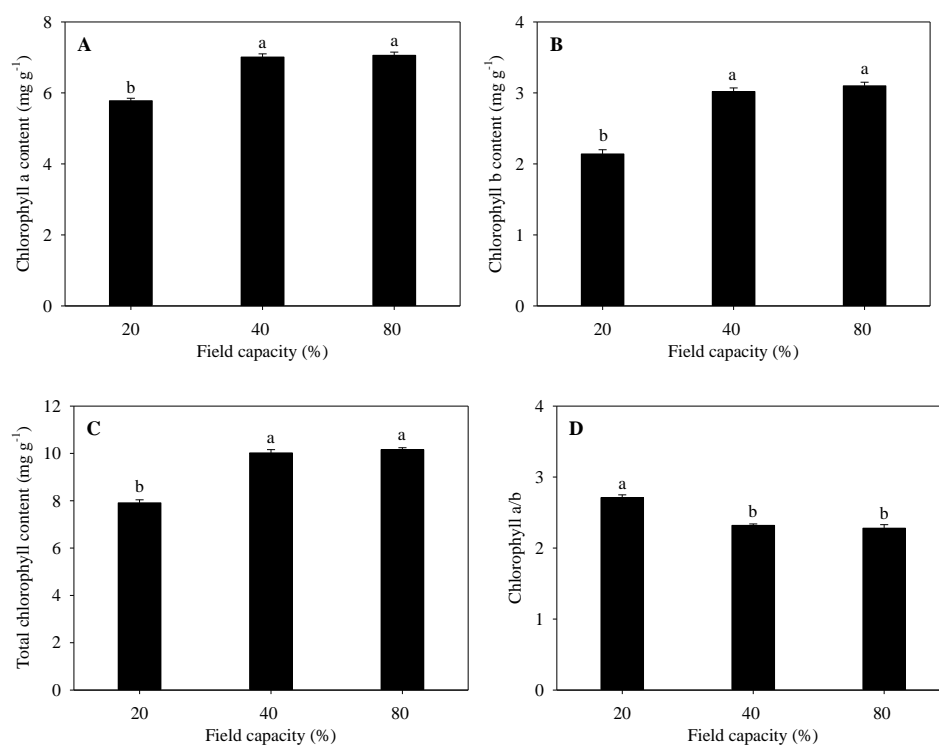 A
Chlorophyll a content (mg g⁻¹)
8
6
4
2
0
b
a
a
20
40
80
Field capacity (%)
B
Chlorophyll b content (mg g⁻¹)
4
3
2
1
0
b
a
a
20
40
80
Field capacity (%)
C
Total chlorophyll content (mg g⁻¹)
12
10
8
6
4
2
0
b
a
a
20
40
80
Field capacity (%)
D
Chlorophyll a/b
4
3
2
1
0
a
b
b
20
40
80
Field capacity (%)